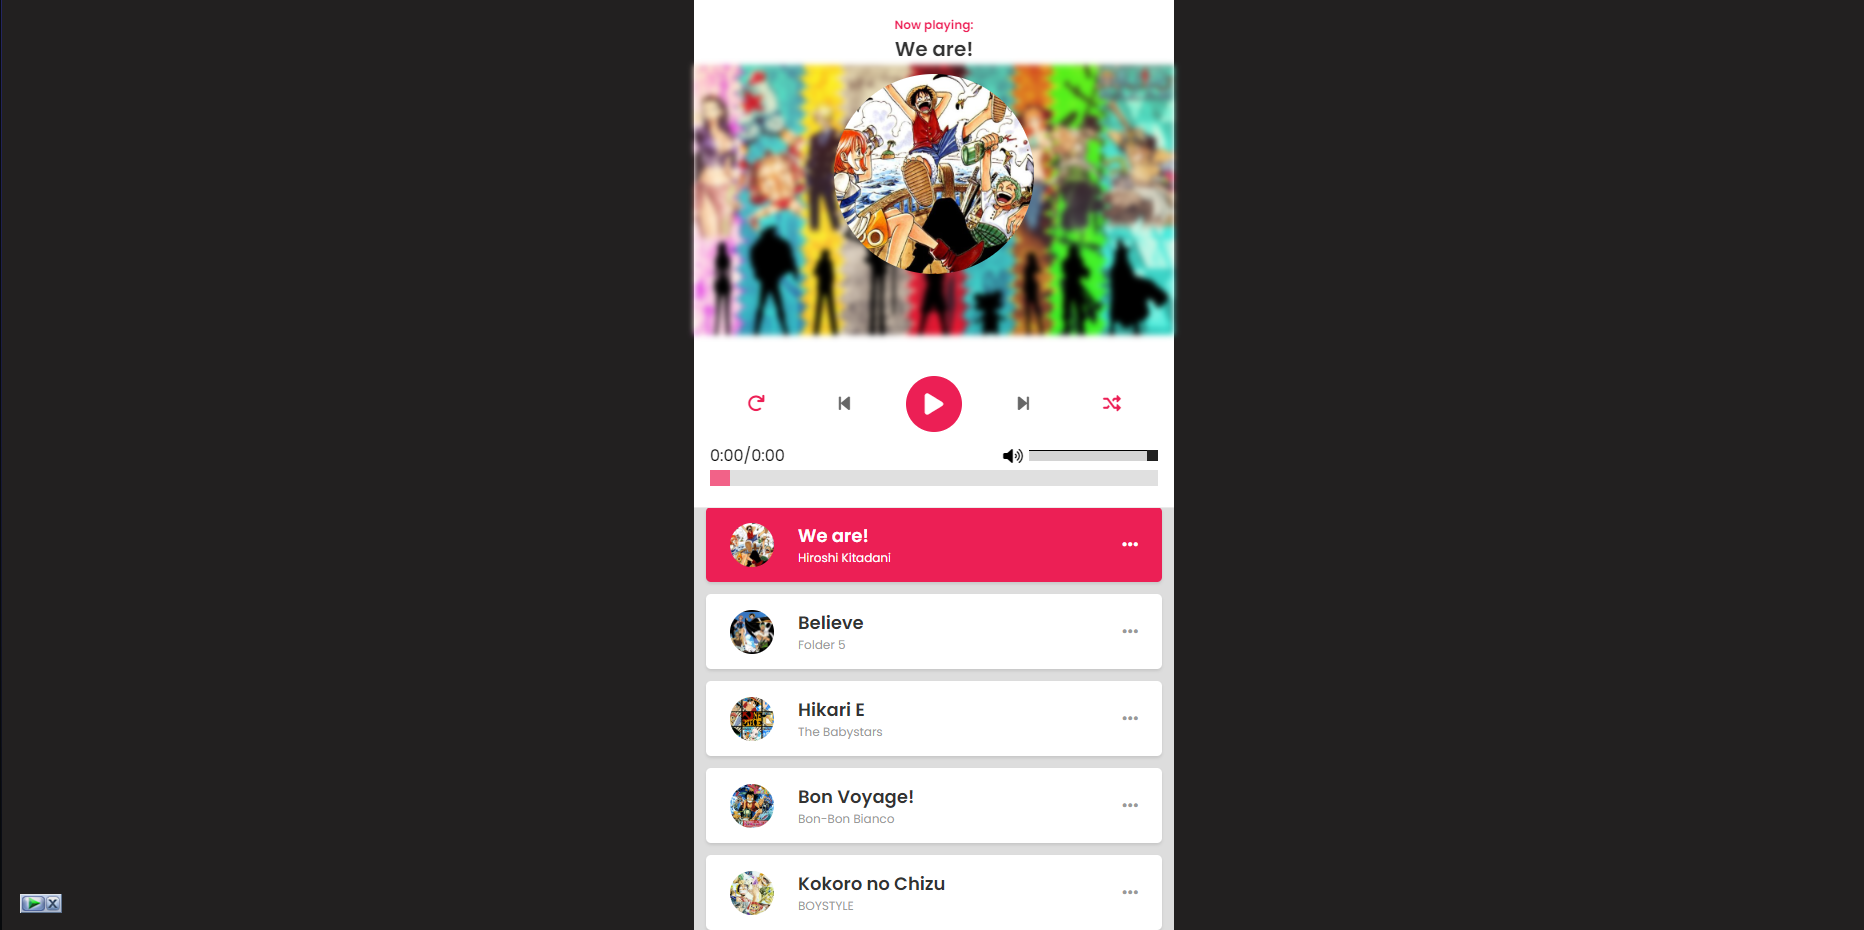 Now playing:
We are!
0:00/0:00
We are!
Hiroshi Kitadani
Believe
Folder 5
Hikari E
The Babystars
Bon Voyage!
Bon-Bon Bianco
Kokoro no Chizu
BOYSTYLE